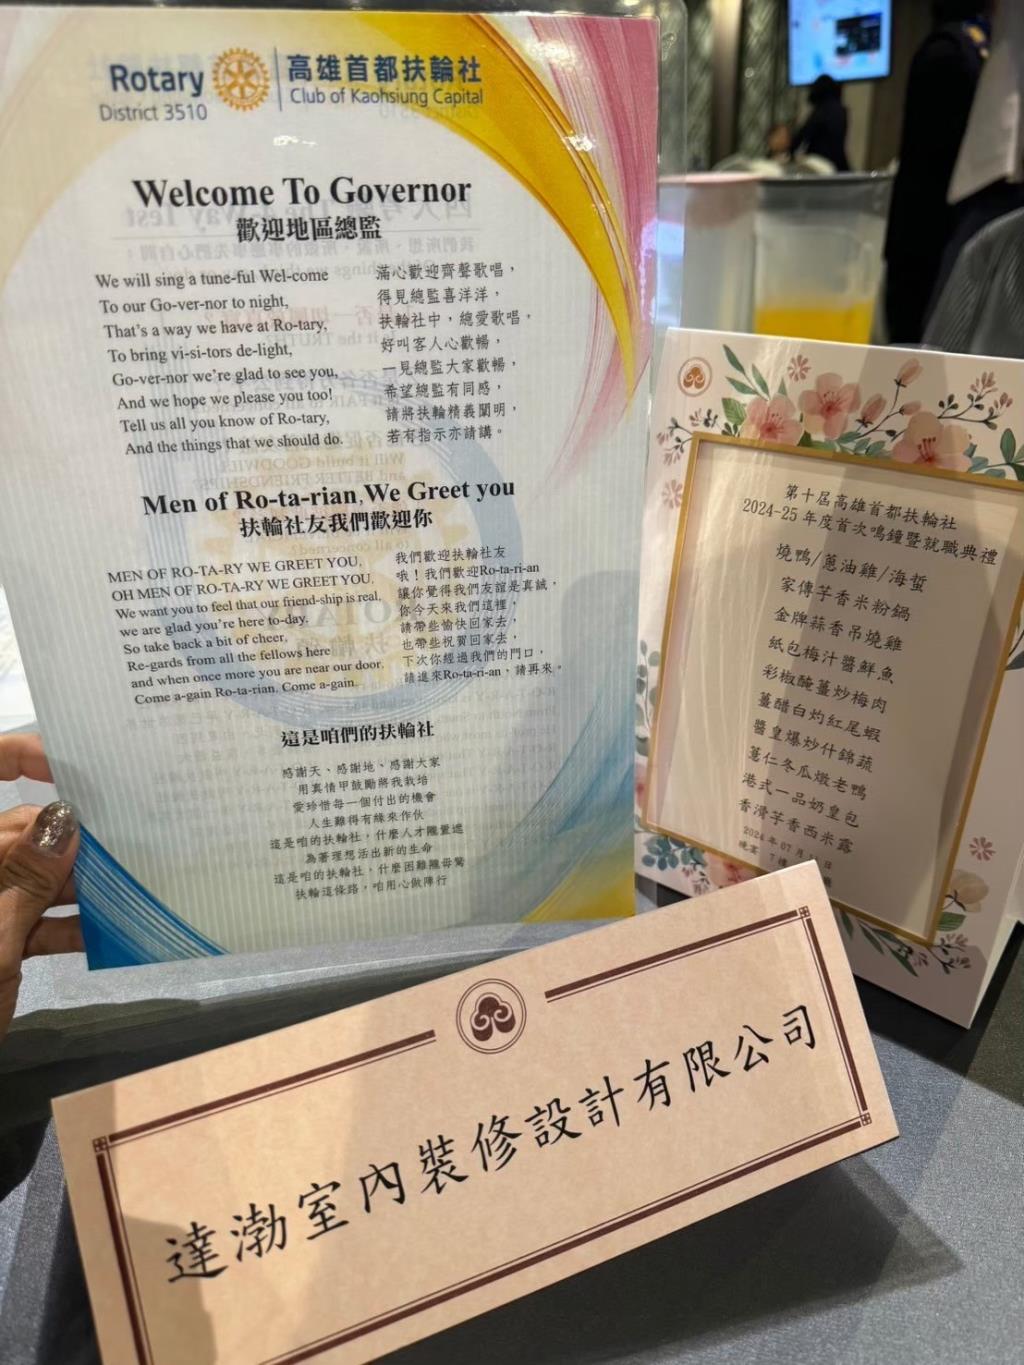 Rotary
District 3510
高雄首都扶輪社
Club of Kaohsiung Capital
Welcome To Governor
歡迎地區總監
We will sing a tune-ful Wel-come
To our Go-ver-nor to night,
That's a way we have at Ro-tary,
To bring vi-si-tors de-light,
Go-ver-nor we're glad to see you,
And we hope we please you too!
Tell us all you know of Ro-tary,
And the things that we should do.
滿心歡迎齊聲歌唱，
得見總監喜洋洋，
扶輪社中，總愛歌唱，
好叫客人心歡暢，
一見總監大家歡暢，
希望總監有同感，
請將扶輪精義闡明，
若有指示亦請講。
Men of Ro-ta-rian,We Greet you
扶輪社友我們歡迎你
MEN OF RO-TA-RY WE GREET YOU,
OH MEN OF RO-TA-RY WE GREET YOU.
We want you to feel that our friend-ship is real,
we are glad you're here to-day.
So take back a bit of cheer,
Re-gards from all the fellows here
and when once more you are near our door,
Come a-gain Ro-ta-rian. Come a-gain.
我們歡迎扶輪社友
哦！我們歡迎Ro-ta-ri-an
讓你覺得我們友誼是真誠，
你今天來我們這裡，
請帶些愉快回家去，
也帶些祝賀回家去，
下次你經過我們的門口，
請進來Ro-ta-ri-an，請再來。
這是咱們的扶輪社
感謝天、感謝地、感謝大家
用真情甲鼓勵將我栽培
愛珍惜每一個付出的機會
人生難得有緣來作伙
這是咱的扶輪社，什麼人才隴置遮
為著理想活出新的生命
這是咱的扶輪社，什麼困難隴毋驚
扶輪這條路，咱用心做陣行
第十屆高雄首都扶輪社
2024-25 年度首次鳴鐘暨就職典禮
燒鴨/蔥油雞/海蜇
家傳芋香米粉鍋
金牌蒜香吊燒雞
紙包梅汁醬鮮魚
彩椒醃薑炒梅肉
薑醋白灼紅尾蝦
醬皇爆炒什錦蔬
薏仁冬瓜燉老鴨
港式一品奶皇包
香滑芋香西米露
2024 年 07 月
日
晚宴
7 樓
達渤室內裝修設計有限公司